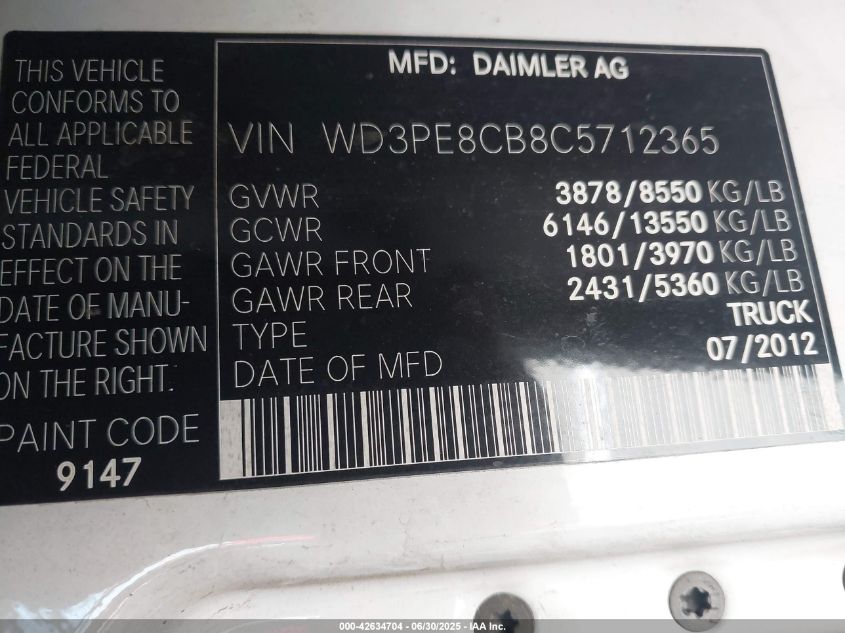 THIS VEHICLE
CONFORMS TO
ALL APPLICABLE
FEDERAL
VEHICLE SAFETY
STANDARDS IN
EFFECT ON THE
DATE OF MANU-
FACTURE SHOWN
ON THE RIGHT.
PAINT CODE
9147
MFD: DAIMLER AG
VIN WD3PE8CB8C5712365
GVWR 3878/8550 KG/LB
GCWR 6146/13550 KG/LB
GAWR FRONT 1801/3970 KG/LB
GAWR REAR 2431/5360 KG/LB
TYPE TRUCK
DATE OF MFD 07/2012
000-42634704 - 06/30/2025 - IAA Inc.